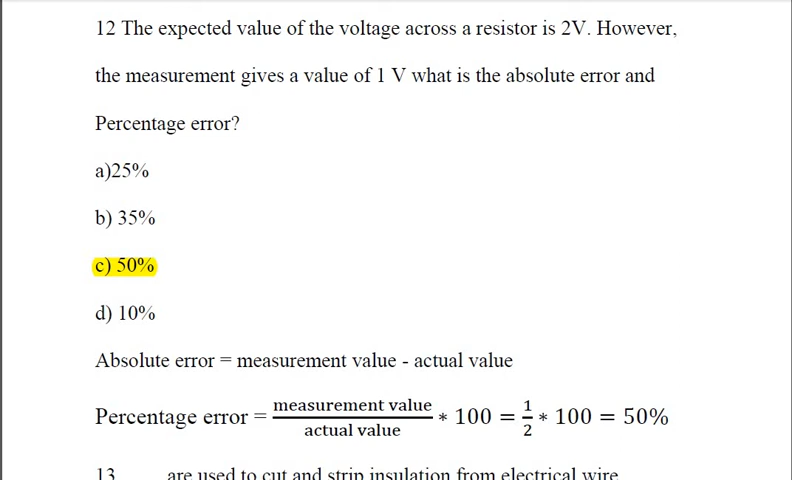 12 The expected value of the voltage across a resistor is 2V. However,
the measurement gives a value of 1 V what is the absolute error and
Percentage error?
a)25%
b) 35%
c) 50%
d) 10%
Absolute error = measurement value - actual value
Percentage error = measurement value / actual value * 100 = 1/2 * 100 = 50%
13 are used to cut and strip insulation from electrical wire